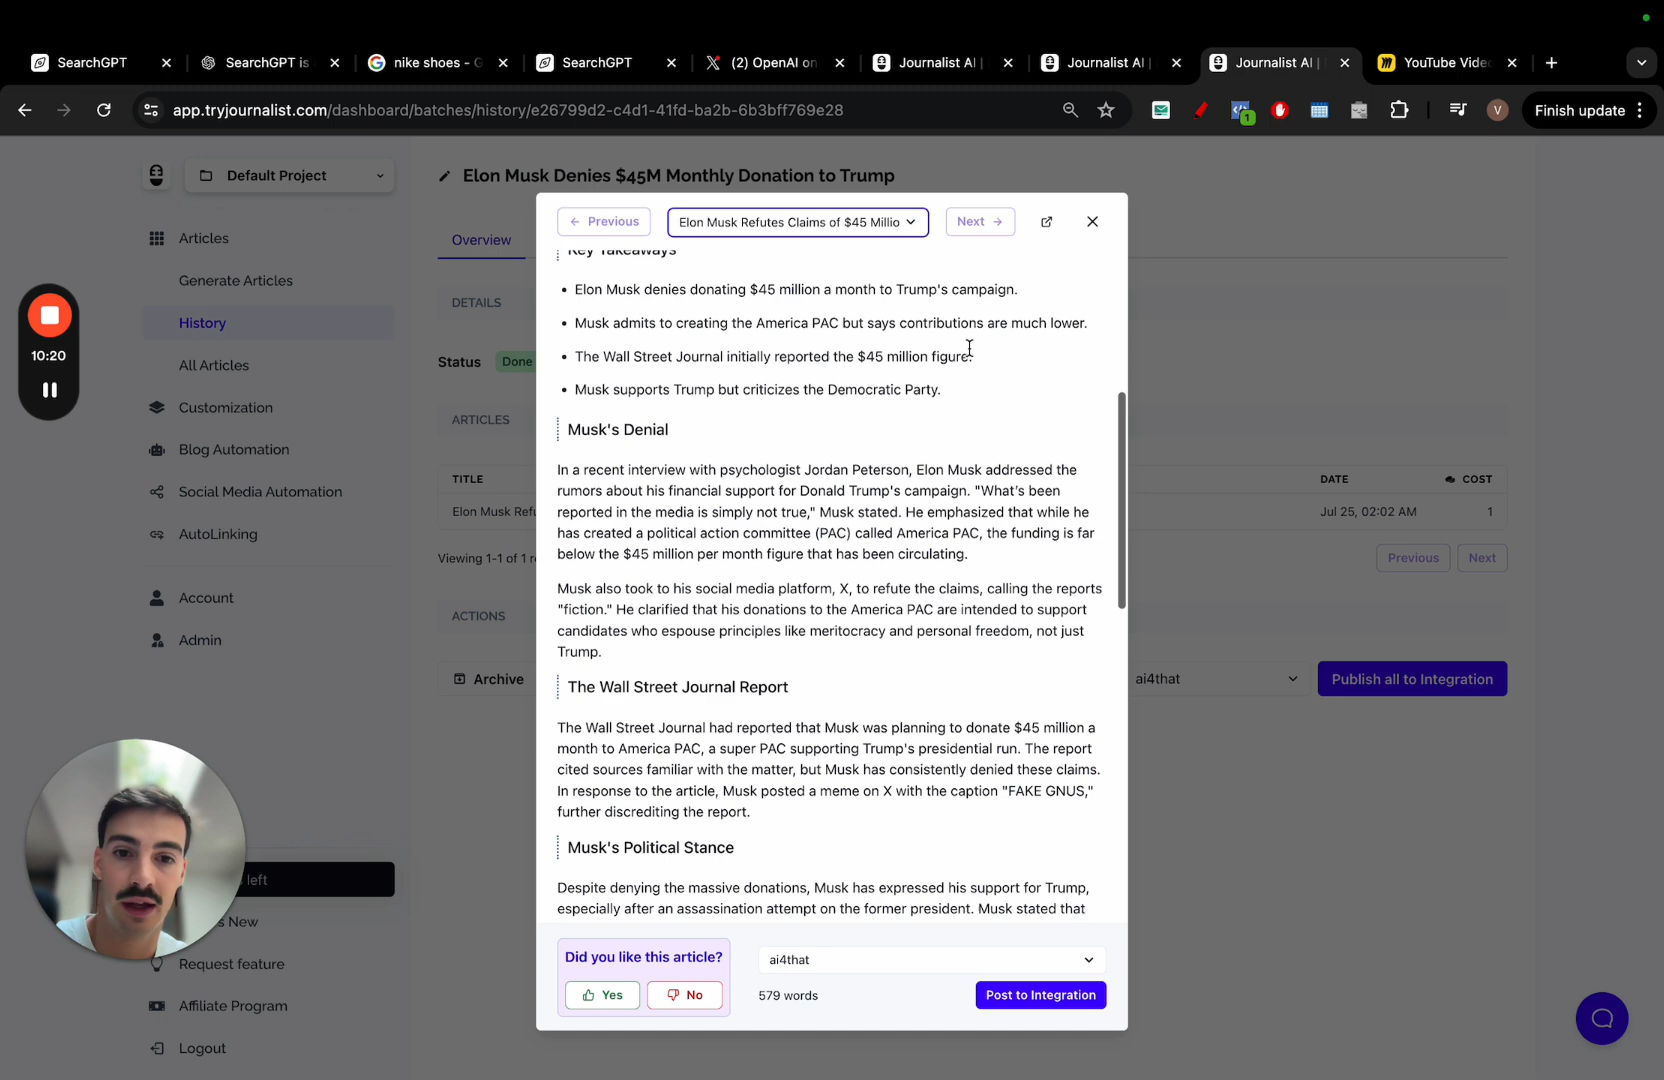 SearchGPT
SearchGPT is
nike shoes - G
SearchGPT
(2) OpenAI on
Journalist AI |
Journalist AI |
Journalist AI |
YouTube Vide
app.tryjournalist.com/dashboard/batches/history/e26799d2-c4d1-41fd-ba2b-6b3bff769e28
1
V
Finish update
Default Project
Elon Musk Denies $45M Monthly Donation to Trump
Previous
Elon Musk Refutes Claims of $45 Millio
Next
Articles
Overview
Key Takeaways
Generate Articles
• Elon Musk denies donating $45 million a month to Trump's campaign.
DETAILS
History
• Musk admits to creating the America PAC but says contributions are much lower.
10:20
Status
Done
• The Wall Street Journal initially reported the $45 million figure.
All Articles
• Musk supports Trump but criticizes the Democratic Party.
Customization
ARTICLES
Musk's Denial
Blog Automation
In a recent interview with psychologist Jordan Peterson, Elon Musk addressed the
rumors about his financial support for Donald Trump's campaign. "What's been
reported in the media is simply not true," Musk stated. He emphasized that while he
has created a political action committee (PAC) called America PAC, the funding is far
below the $45 million per month figure that has been circulating.
TITLE
DATE
COST
Social Media Automation
Elon Musk Refu
Jul 25, 02:02 AM
1
AutoLinking
Viewing 1-1 of 1 r
Previous
Next
Musk also took to his social media platform, X, to refute the claims, calling the reports
"fiction." He clarified that his donations to the America PAC are intended to support
candidates who espouse principles like meritocracy and personal freedom, not just
Trump.
Account
ACTIONS
Admin
Archive
ai4that
Publish all to Integration
The Wall Street Journal Report
The Wall Street Journal had reported that Musk was planning to donate $45 million a
month to America PAC, a super PAC supporting Trump's presidential run. The report
cited sources familiar with the matter, but Musk has consistently denied these claims.
In response to the article, Musk posted a meme on X with the caption "FAKE GNUS,"
further discrediting the report.
Musk's Political Stance
Despite denying the massive donations, Musk has expressed his support for Trump,
especially after an assassination attempt on the former president. Musk stated that
left
s New
Request feature
Affiliate Program
Logout
Did you like this article?
Yes
No
ai4that
579 words
Post to Integration